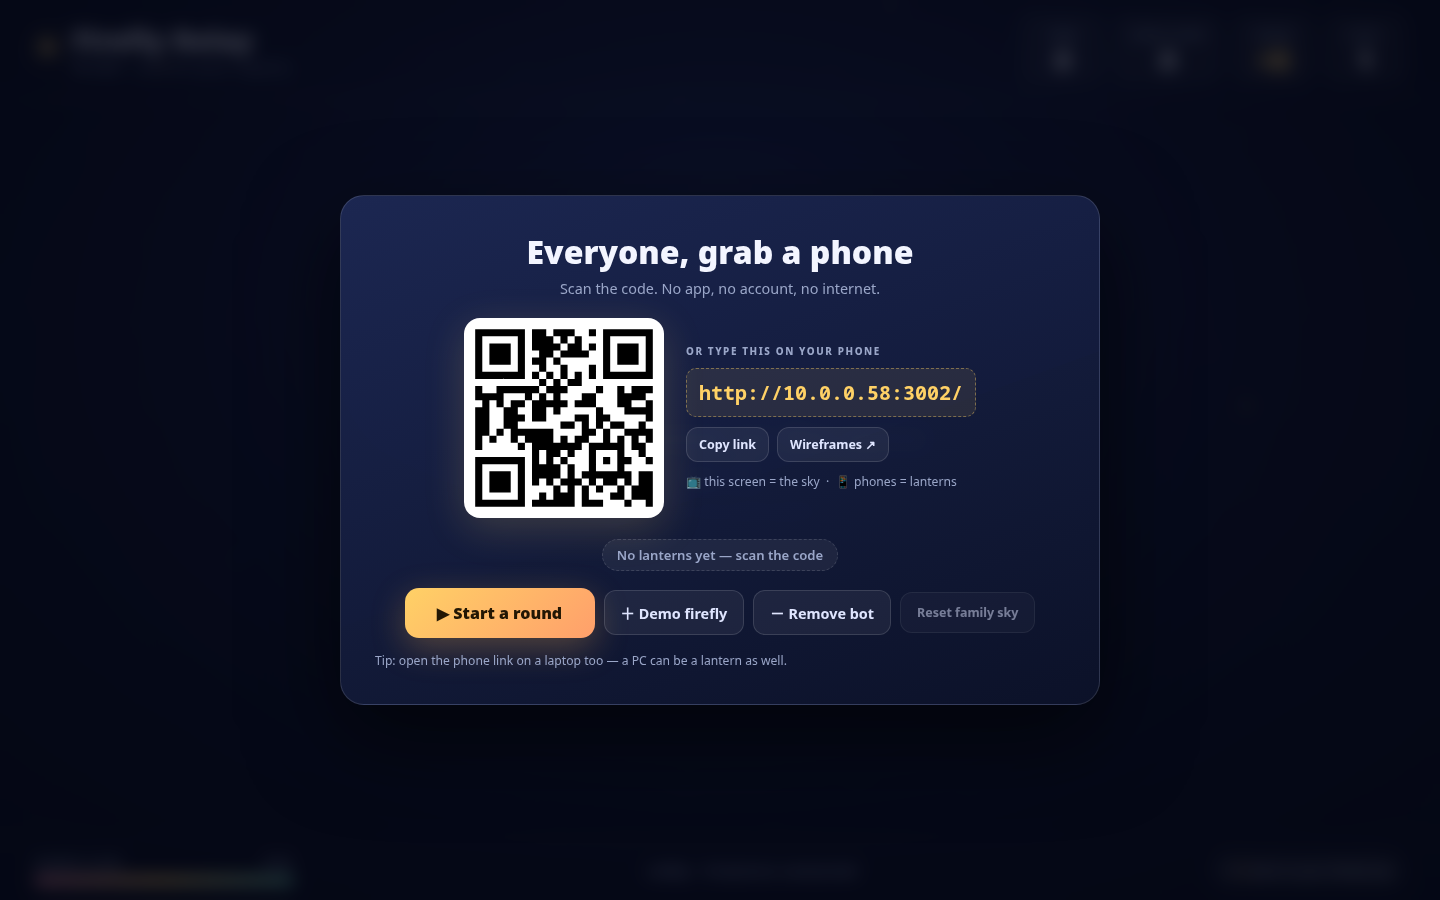 Everyone, grab a phone
Scan the code. No app, no account, no internet.
OR TYPE THIS ON YOUR PHONE
http://10.0.0.58:3002/
Copy link
Wireframes ↗
📺 this screen = the sky · 📱 phones = lanterns
No lanterns yet — scan the code
▶ Start a round
+ Demo firefly
− Remove bot
Reset family sky
Tip: open the phone link on a laptop too — a PC can be a lantern as well.